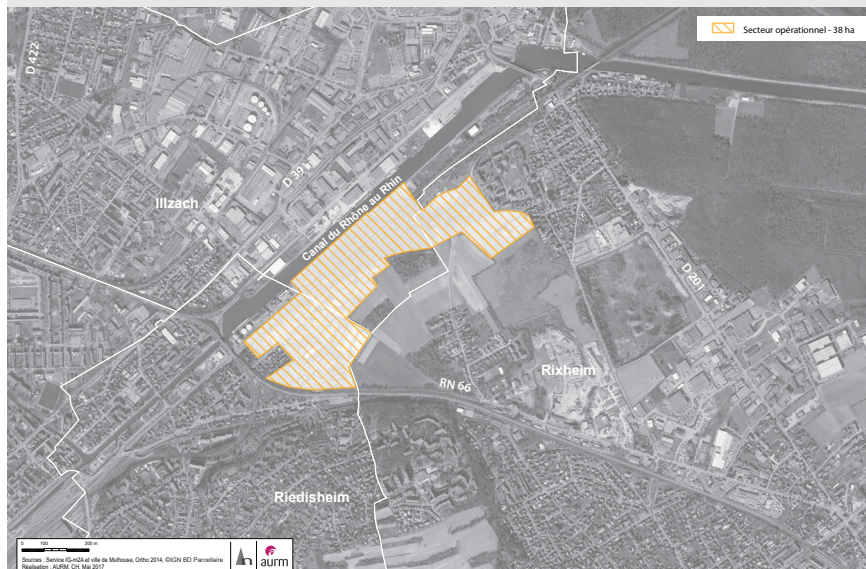 Secteur opérationnel - 38 ha
D 422
D 39
Illzach
Canal du Rhône au Rhin
D 201
Rixheim
RN 66
Riedisheim
0 100 300 m
Sources : Service IG-m2A et ville de Mulhouse, Ortho 2014, ©IGN BD Parcellaire
Réalisation : AURM, CH, Mai 2017
aurm